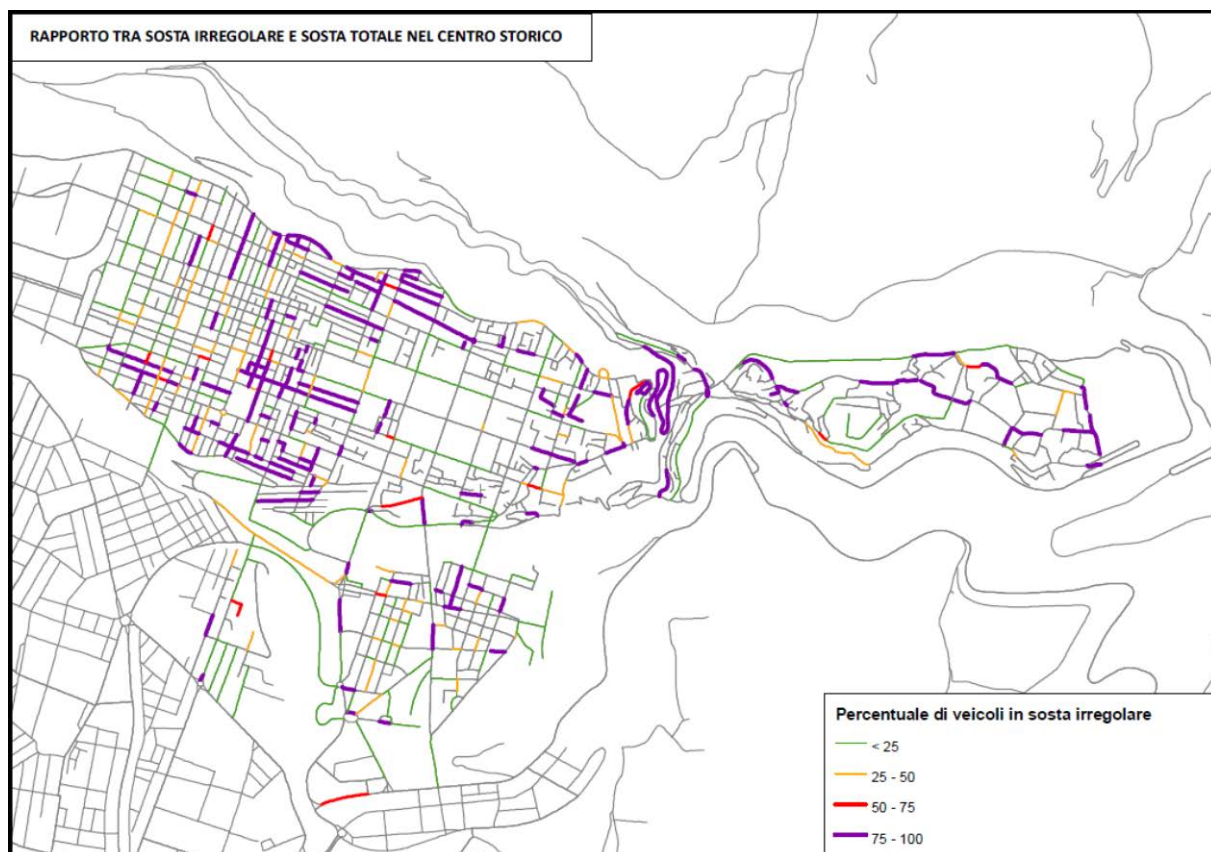 RAPPORTO TRA SOSTA IRREGOLARE E SOSTA TOTALE NEL CENTRO STORICO
Percentuale di veicoli in sosta irregolare
< 25
25 - 50
50 - 75
75 - 100